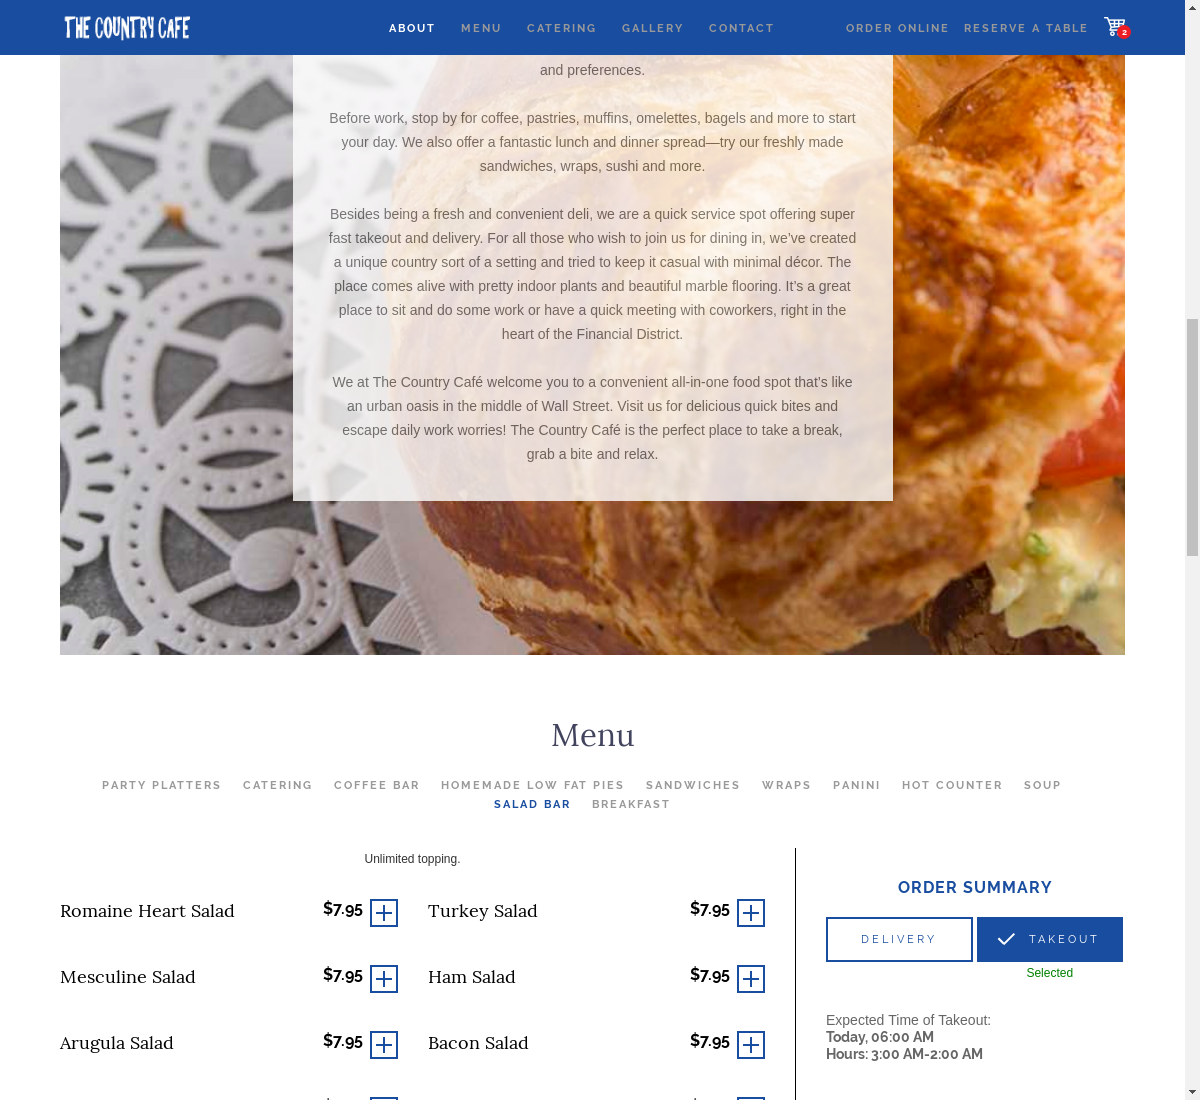 THE COUNTRY CAFE
ABOUT MENU CATERING GALLERY CONTACT ORDER ONLINE RESERVE A TABLE 2
and preferences.
Before work, stop by for coffee, pastries, muffins, omelettes, bagels and more to start
your day. We also offer a fantastic lunch and dinner spread—try our freshly made
sandwiches, wraps, sushi and more.
Besides being a fresh and convenient deli, we are a quick service spot offering super
fast takeout and delivery. For all those who wish to join us for dining in, we’ve created
a unique country sort of a setting and tried to keep it casual with minimal décor. The
place comes alive with pretty indoor plants and beautiful marble flooring. It’s a great
place to sit and do some work or have a quick meeting with coworkers, right in the
heart of the Financial District.
We at The Country Café welcome you to a convenient all-in-one food spot that’s like
an urban oasis in the middle of Wall Street. Visit us for delicious quick bites and
escape daily work worries! The Country Café is the perfect place to take a break,
grab a bite and relax.
Menu
PARTY PLATTERS CATERING COFFEE BAR HOMEMADE LOW FAT PIES SANDWICHES WRAPS PANINI HOT COUNTER SOUP
SALAD BAR BREAKFAST
Unlimited topping.
Romaine Heart Salad $7.95
Turkey Salad $7.95
Mesculine Salad $7.95
Ham Salad $7.95
Arugula Salad $7.95
Bacon Salad $7.95
ORDER SUMMARY
DELIVERY
TAKEOUT
Selected
Expected Time of Takeout:
Today, 06:00 AM
Hours: 3:00 AM-2:00 AM